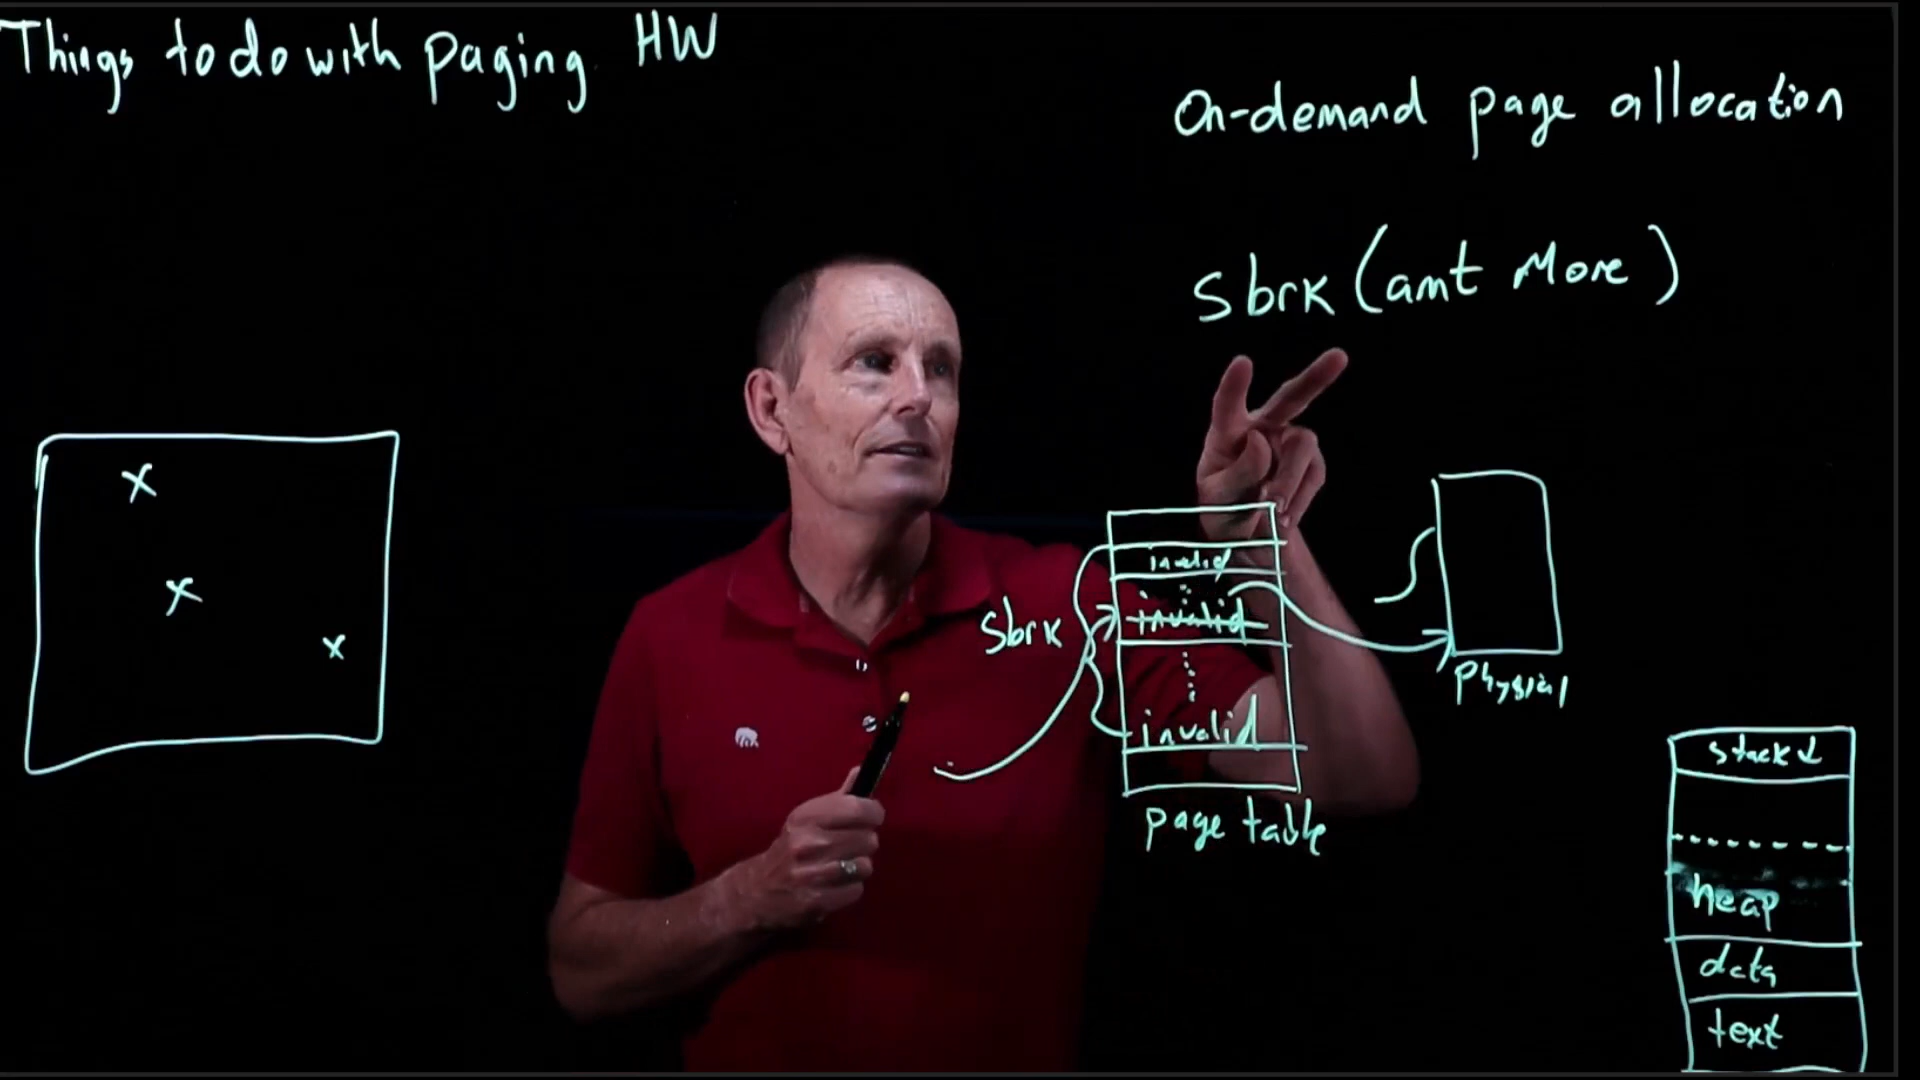 Things to do with paging HW
On-demand page allocation
Sbrk (amt More)
x
x
x
invalid
invalid
invalid
Sbrk
page table
Physical
stack ↓
heap
data
text